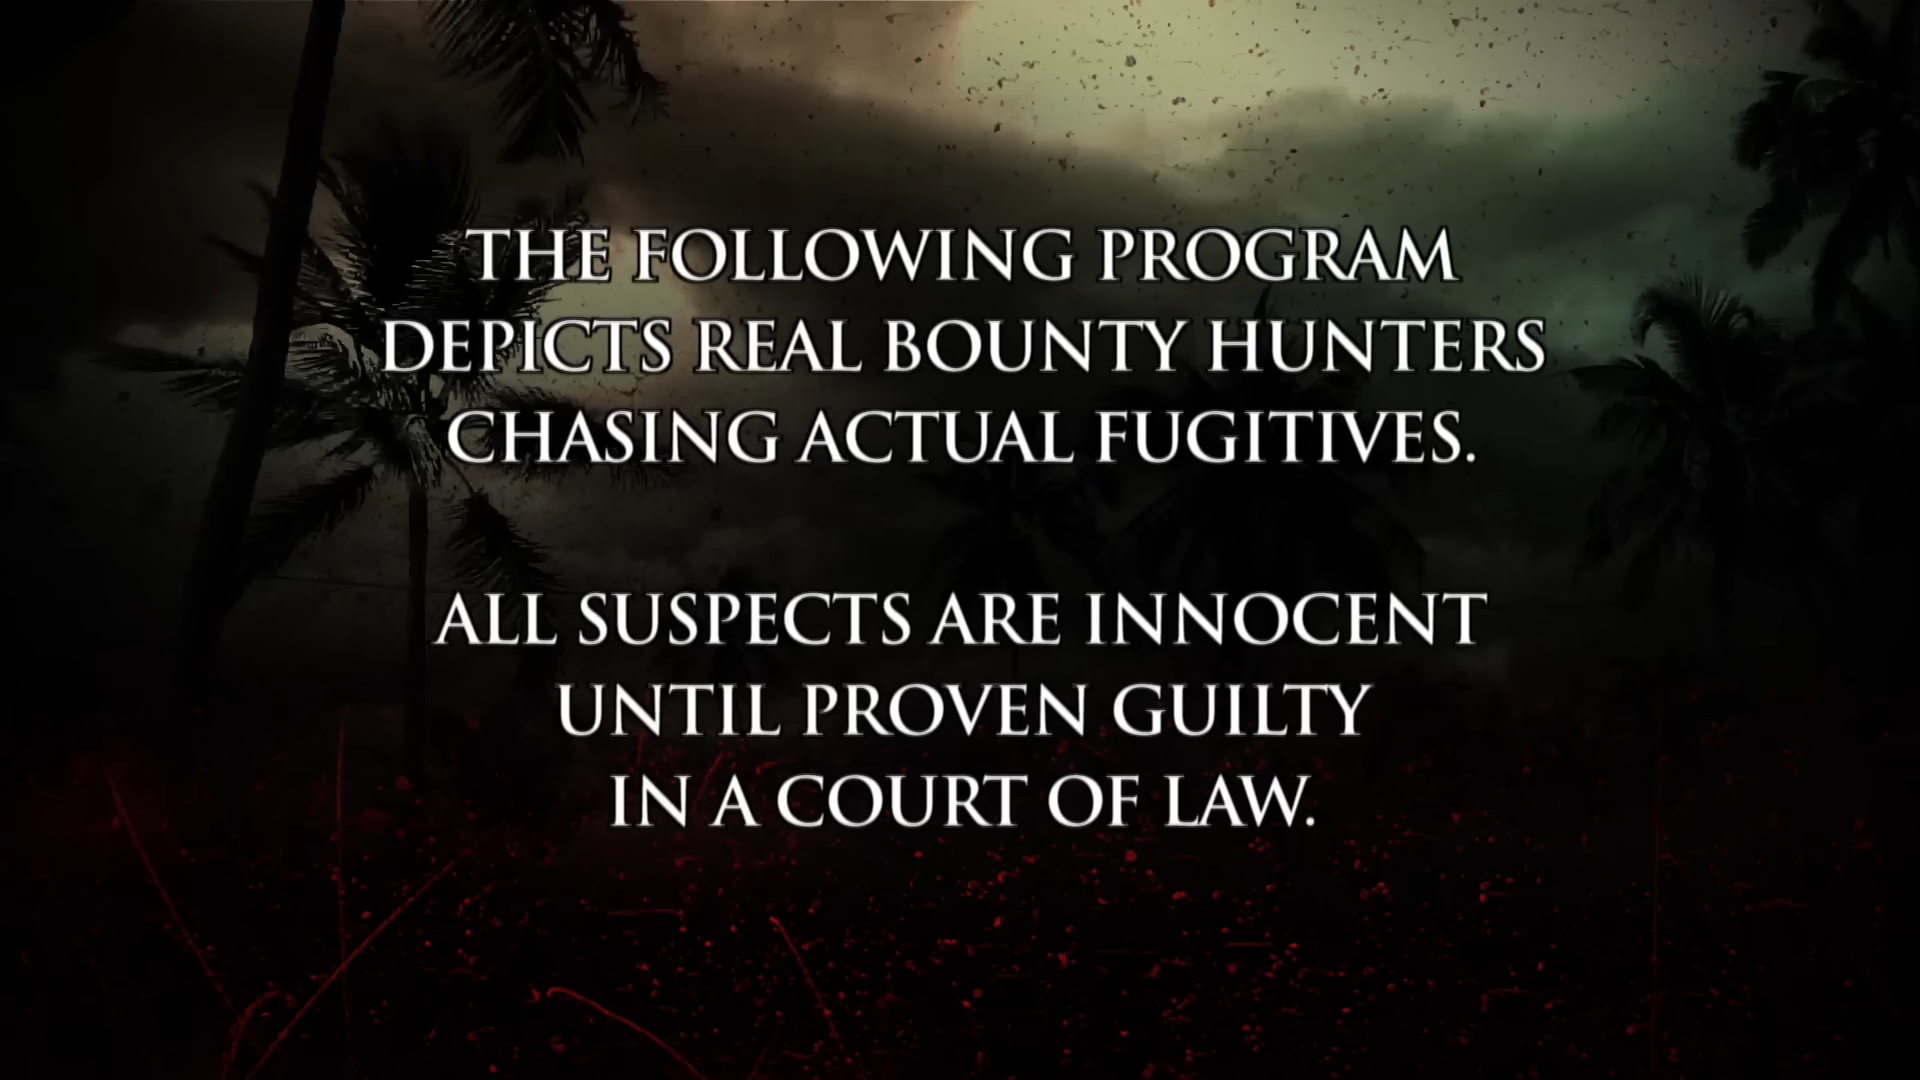 THE FOLLOWING PROGRAM
DEPICTS REAL BOUNTY HUNTERS
CHASING ACTUAL FUGITIVES.
ALL SUSPECTS ARE INNOCENT
UNTIL PROVEN GUILTY
IN A COURT OF LAW.